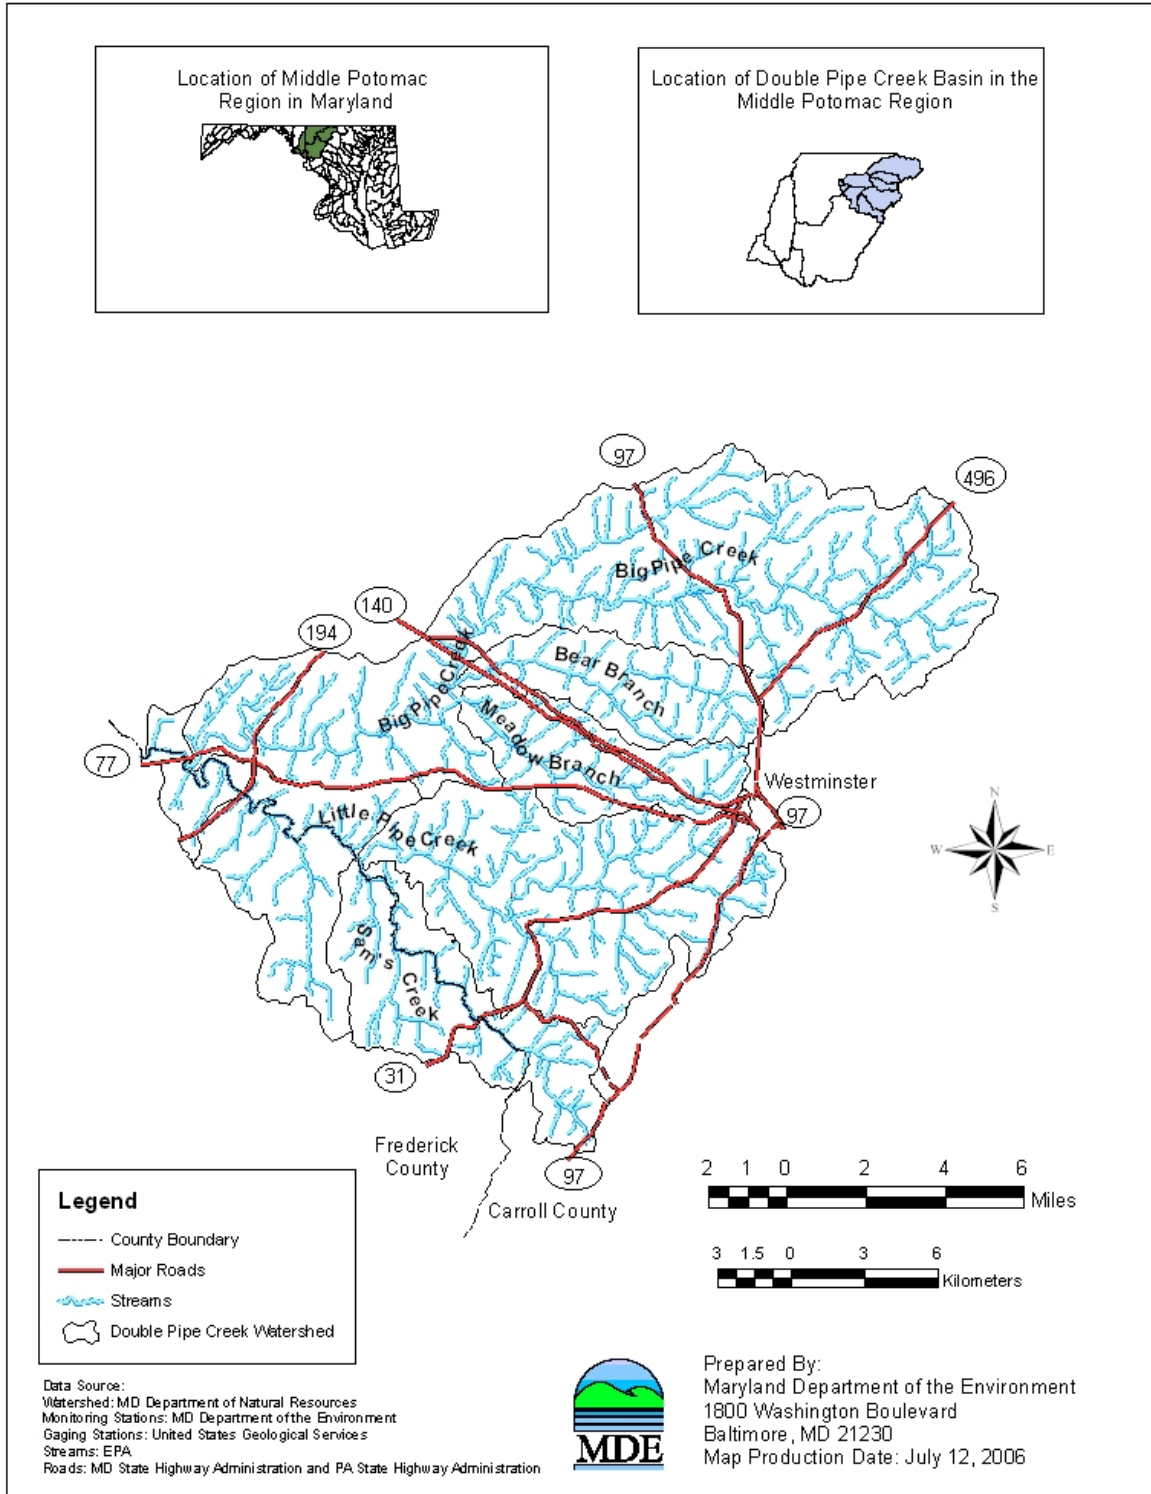 Location of Middle Potomac
Region in Maryland
Location of Double Pipe Creek Basin in the
Middle Potomac Region
97
496
Big Pipe Creek
140
194
Bear Branch
Big Pipe Creek
Meadow Branch
77
Westminster
97
Little Pipe Creek
N
W
E
S
Sam's Creek
31
Frederick
County
97
Carroll County
2 1 0 2 4 6
Miles
3 1.5 0 3 6
Kilometers
Legend
County Boundary
Major Roads
Streams
Double Pipe Creek Watershed
Data Source:
Watershed: MD Department of Natural Resources
Monitoring Stations: MD Department of the Environment
Gaging Stations: United States Geological Services
Streams: EPA
Roads: MD State Highway Administration and PA State Highway Administration
MDE
Prepared By:
Maryland Department of the Environment
1800 Washington Boulevard
Baltimore, MD 21230
Map Production Date: July 12, 2006